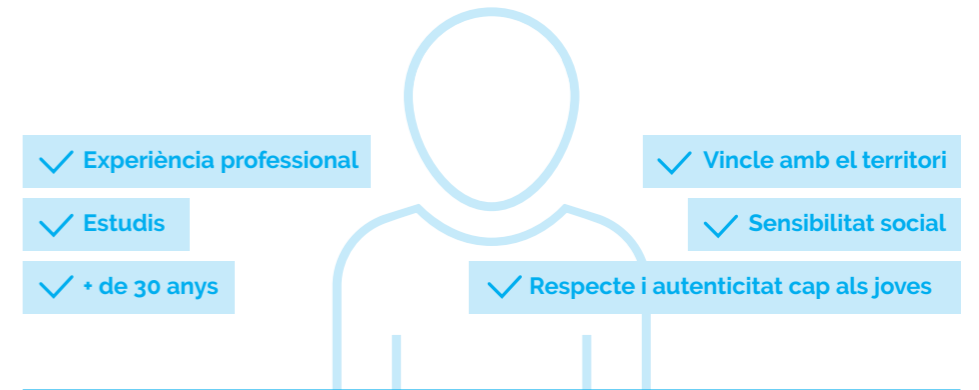 Experiència professional
Estudis
+ de 30 anys
Vincle amb el territori
Sensibilitat social
Respecte i autenticitat cap als joves